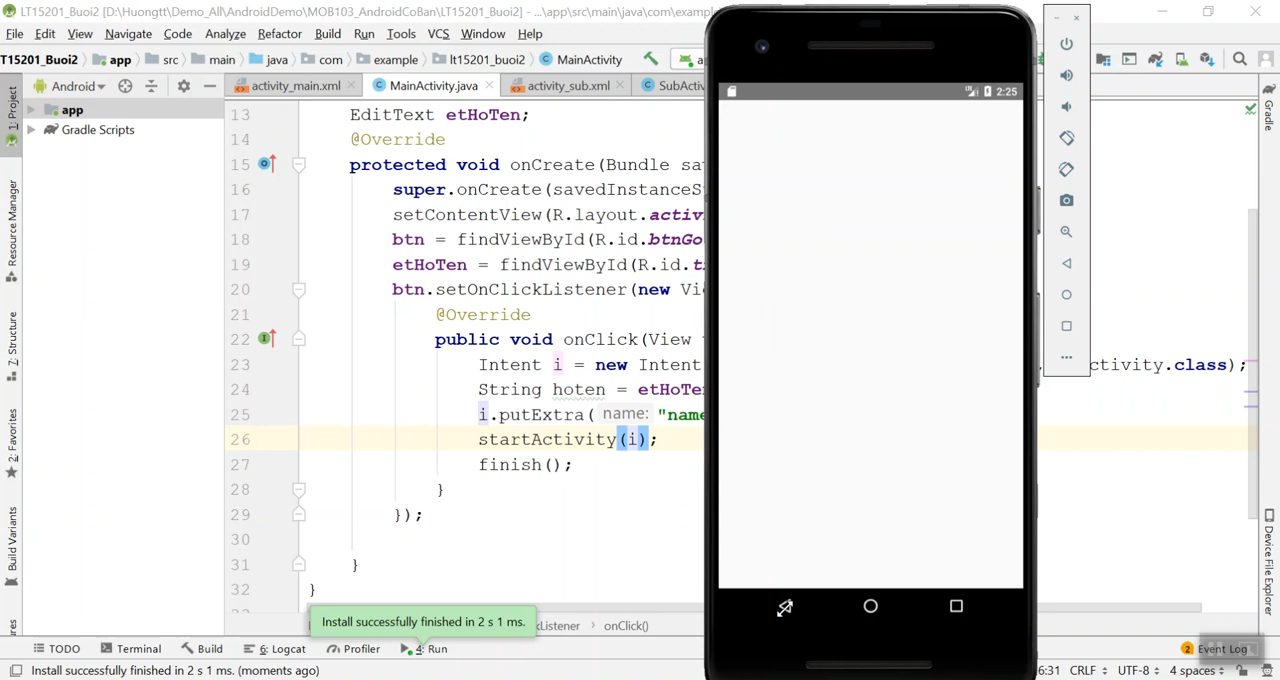 LT15201_Buoi2 [D:\Huongtt\Demo_All\AndroidDemo\MOB103_AndroidCoBan\LT15201_Buoi2] - ...\app\src\main\java\com\example
File Edit View Navigate Code Analyze Refactor Build Run Tools VCS Window Help
T15201_Buoi2 app src main java com example lt15201_buoi2 MainActivity
Android activity_main.xml MainActivity.java activity_sub.xml SubActiv
1: Project
Resource Manager
7: Structure
2: Favorites
Build Variants
app
Gradle Scripts
13 EditText etHoTen;
14 @Override
15 protected void onCreate(Bundle sa
16 super.onCreate(savedInstanceS
17 setContentView(R.layout.activ
18 btn = findViewById(R.id.btnGo
19 etHoTen = findViewById(R.id.t
20 btn.setOnClickListener(new Vi
21 @Override
22 public void onClick(View
23 Intent i = new Intent ctivity.class);
24 String hoten = etHoTen
25 i.putExtra( name: "name
26 startActivity(i);
27 finish();
28 }
29 });
30
31 }
32 }
2:25
Gradle
Device File Explorer
Install successfully finished in 2 s 1 ms.
kListener › onClick()
TODO Terminal Build 6: Logcat Profiler 4: Run 2 Event Log
Install successfully finished in 2 s 1 ms. (moments ago) 6:31 CRLF UTF-8 4 spaces